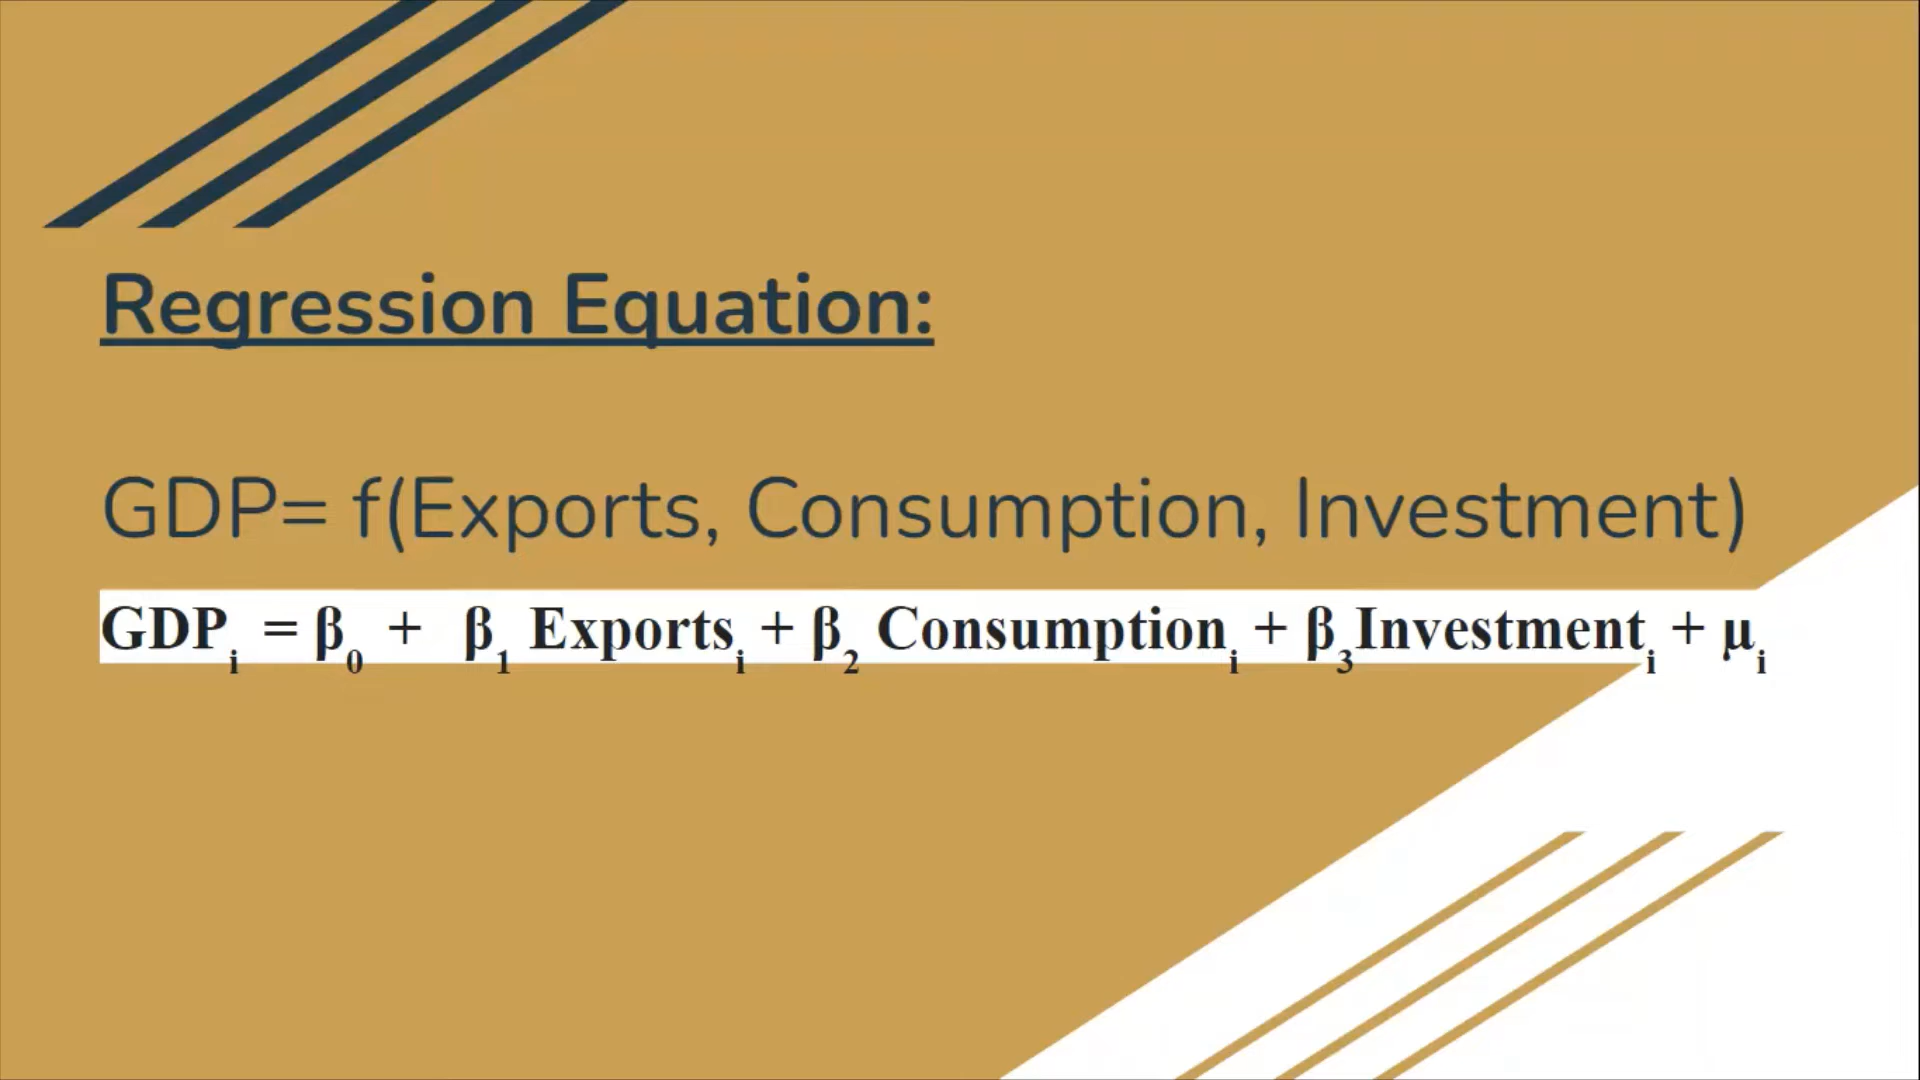 Regression Equation:
GDP= f(Exports, Consumption, Investment)
GDPᵢ = β₀ + β₁ Exportsᵢ + β₂ Consumptionᵢ + β₃Investmentᵢ + μᵢ